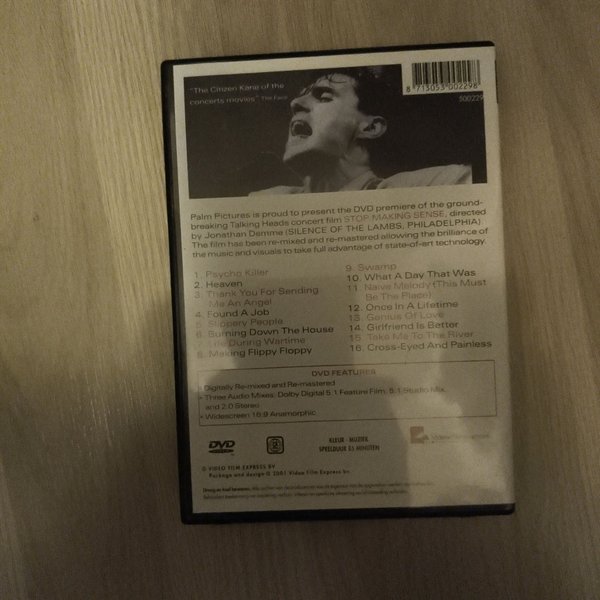 "The Citizen Kane of the
concerts movies" The Face
8 713053 002298
500229
Palm Pictures is proud to present the DVD premiere of the ground-
breaking Talking Heads concert film STOP MAKING SENSE, directed
by Jonathan Demme (SILENCE OF THE LAMBS, PHILADELPHIA)
The film has been re-mixed and re-mastered allowing the brilliance of
the music and visuals to take full advantage of state-of-art technology.
1. Psycho Killer
2. Heaven
3. Thank You For Sending
Me An Angel
4. Found A Job
5. Slippery People
6. Burning Down The House
7. Life During Wartime
8. Making Flippy Floppy
9. Swamp
10. What A Day That Was
11. Naive Melody (This Must
Be The Place)
12. Once In A Lifetime
13. Genius Of Love
14. Girlfriend Is Better
15. Take Me To The River
16. Cross-Eyed And Painless
DVD FEATURES
• Digitally Re-mixed and Re-mastered
• Three Audio Mixes: Dolby Digital 5.1 Feature Film, 5.1 Studio Mix,
and 2.0 Stereo
• Widescreen 16:9 Anamorphic
DVD
VIDEO
2
KLEUR - MUZIEK
SPEELDUUR 85 MINUTEN
© VIDEO FILM EXPRESS BV
Package and design © 2001 Video Film Express bv